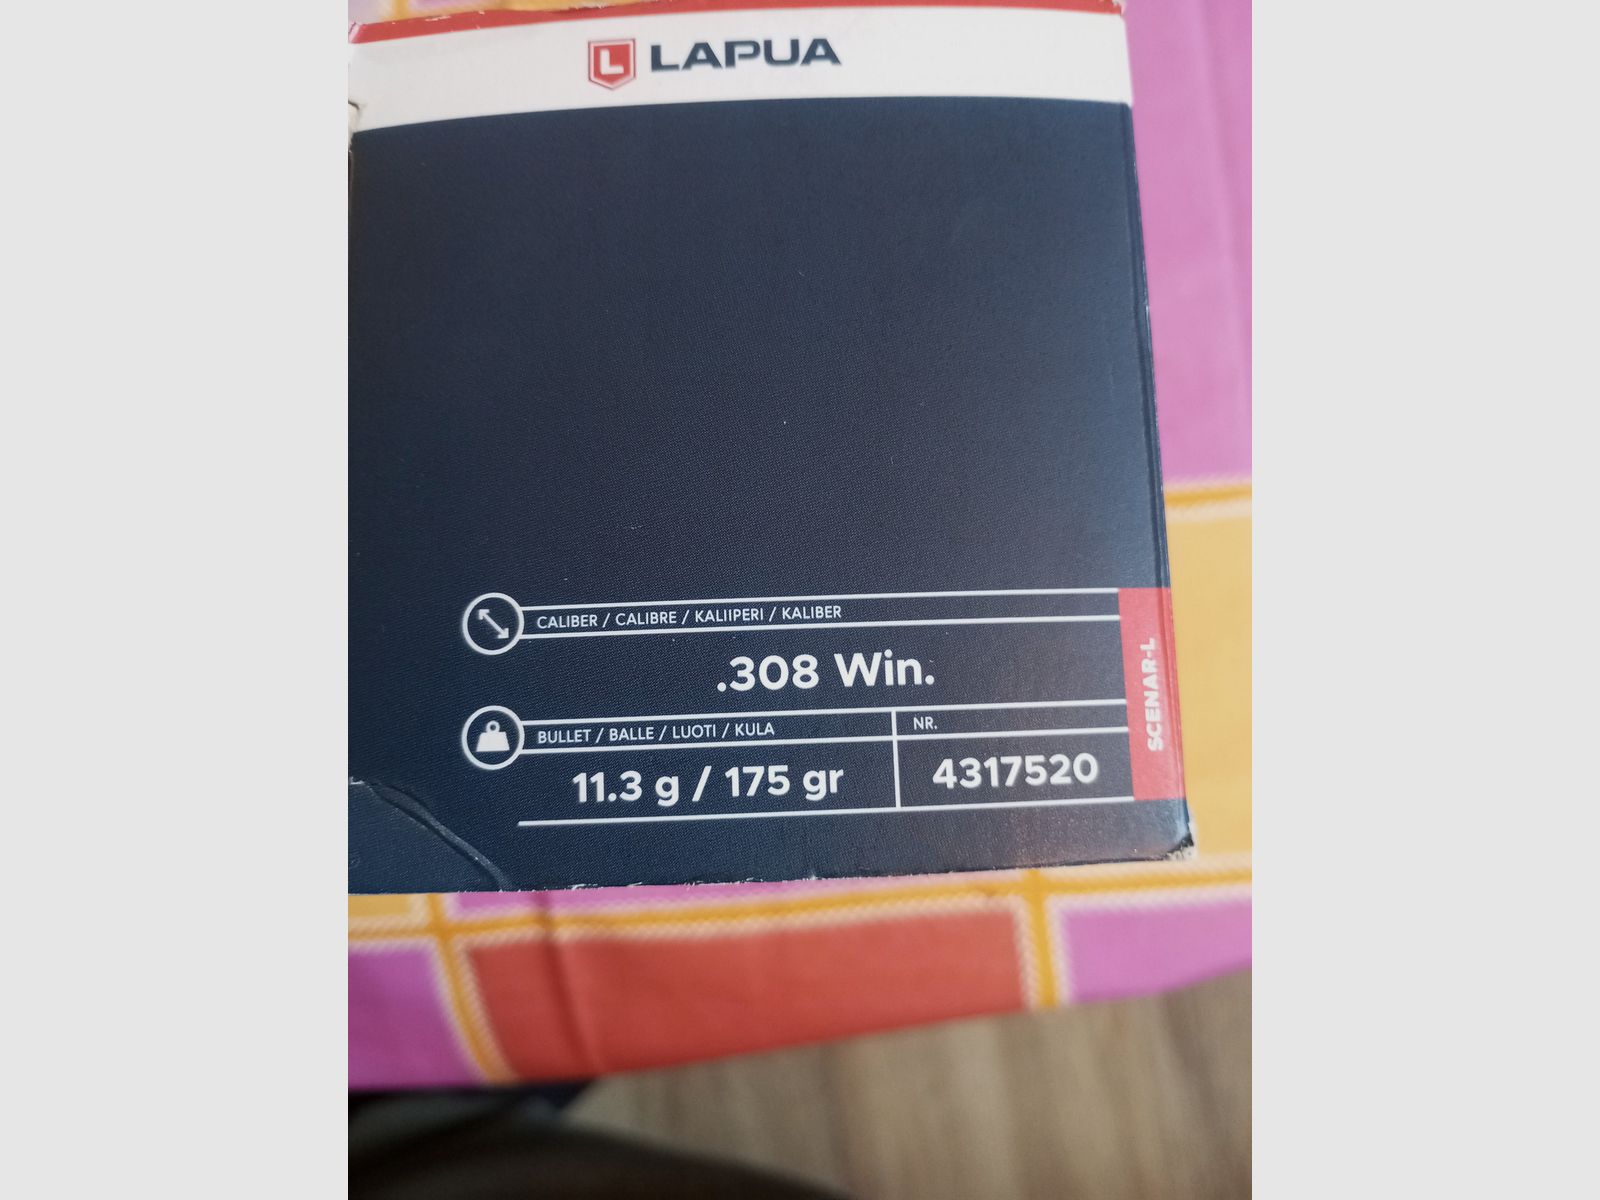 L LAPUA
CALIBER / CALIBRE / KALIIPERI / KALIBER
.308 Win.
BULLET / BALLE / LUOTI / KULA
NR.
11.3 g / 175 gr
4317520
SCENAR-L